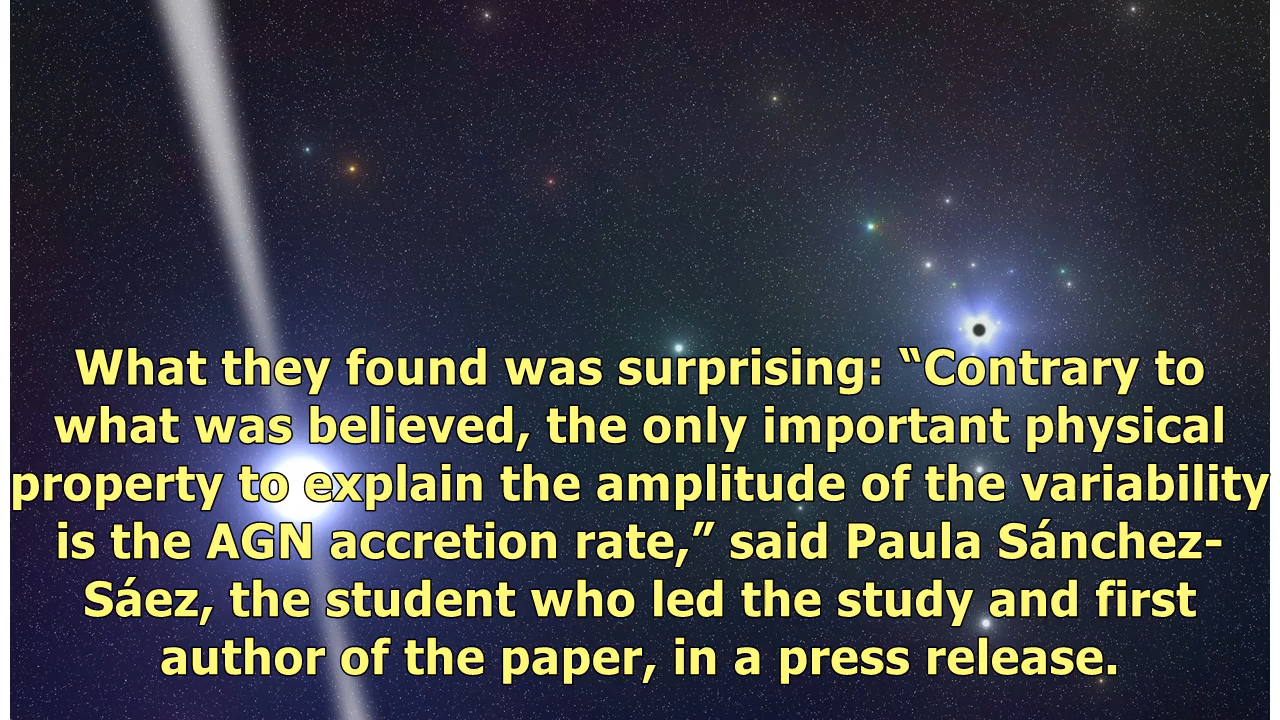 What they found was surprising: “Contrary to
what was believed, the only important physical
property to explain the amplitude of the variability
is the AGN accretion rate,” said Paula Sánchez-
Sáez, the student who led the study and first
author of the paper, in a press release.